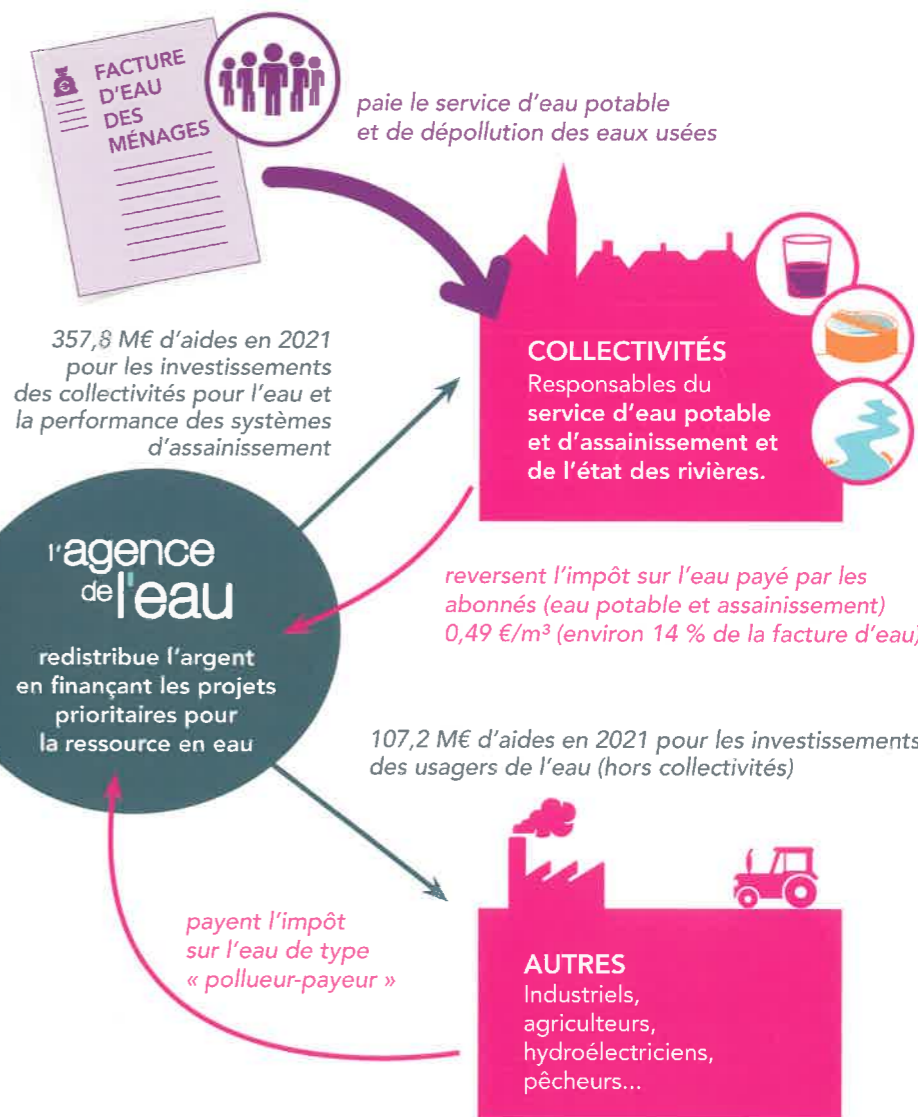 FACTURE
D'EAU
DES
MÉNAGES
paie le service d'eau potable
et de dépollution des eaux usées
357,8 M€ d'aides en 2021
pour les investissements
des collectivités pour l'eau et
la performance des systèmes
d'assainissement
COLLECTIVITÉS
Responsables du
service d'eau potable
et d'assainissement et
de l'état des rivières.
l'agence
de l'eau
redistribue l'argent
en finançant les projets
prioritaires pour
la ressource en eau
reversent l'impôt sur l'eau payé par les
abonnés (eau potable et assainissement)
0,49 €/m³ (environ 14 % de la facture d'eau)
107,2 M€ d'aides en 2021 pour les investissements
des usagers de l'eau (hors collectivités)
payent l'impôt
sur l'eau de type
« pollueur-payeur »
AUTRES
Industriels,
agriculteurs,
hydroélectriciens,
pêcheurs...